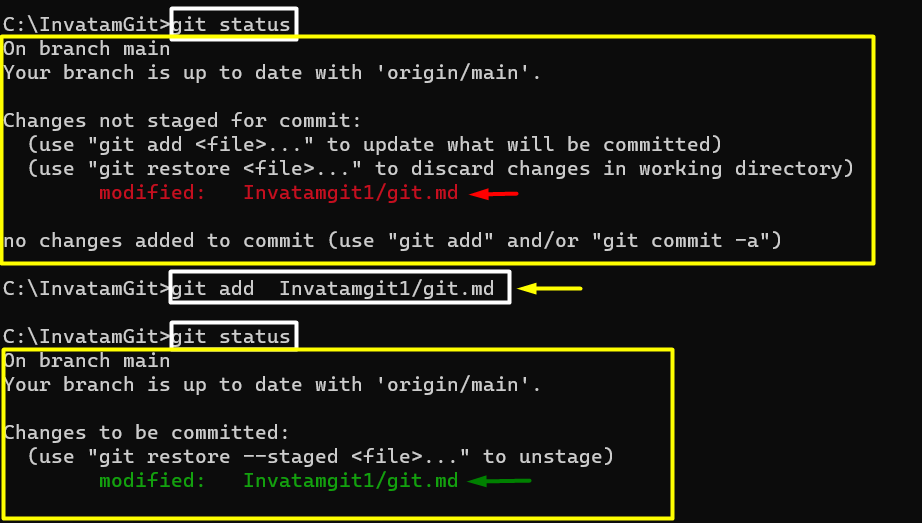 C:\InvatamGit>git status
On branch main
Your branch is up to date with 'origin/main'.
Changes not staged for commit:
  (use "git add <file>..." to update what will be committed)
  (use "git restore <file>..." to discard changes in working directory)
        modified:   Invatamgit1/git.md
no changes added to commit (use "git add" and/or "git commit -a")
C:\InvatamGit>git add  Invatamgit1/git.md
C:\InvatamGit>git status
On branch main
Your branch is up to date with 'origin/main'.
Changes to be committed:
  (use "git restore --staged <file>..." to unstage)
        modified:   Invatamgit1/git.md